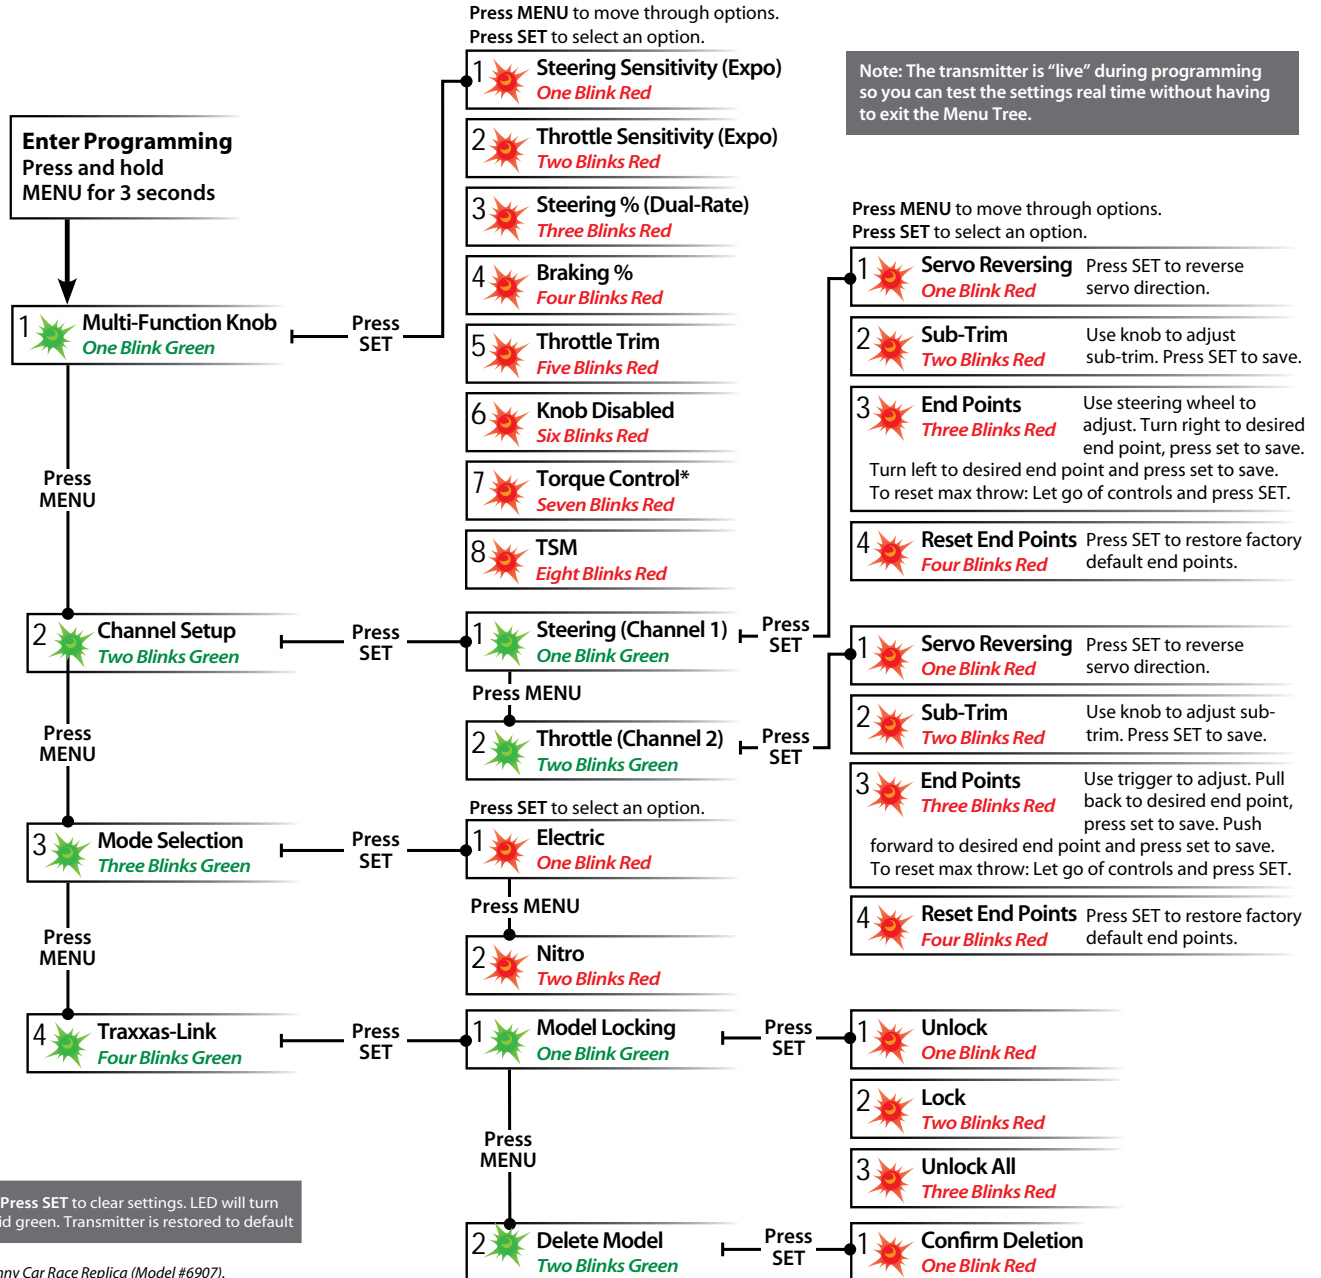 Press MENU to move through options.
Press SET to select an option.
Note: The transmitter is “live” during programming
so you can test the settings real time without having
to exit the Menu Tree.
Enter Programming
Press and hold
MENU for 3 seconds
1 Multi-Function Knob
One Blink Green
Press
SET
1 Steering Sensitivity (Expo)
One Blink Red
2 Throttle Sensitivity (Expo)
Two Blinks Red
3 Steering % (Dual-Rate)
Three Blinks Red
4 Braking %
Four Blinks Red
5 Throttle Trim
Five Blinks Red
6 Knob Disabled
Six Blinks Red
7 Torque Control*
Seven Blinks Red
8 TSM
Eight Blinks Red
Press
MENU
2 Channel Setup
Two Blinks Green
Press
SET
1 Steering (Channel 1)
One Blink Green
Press
SET
Press MENU to move through options.
Press SET to select an option.
1 Servo Reversing Press SET to reverse
One Blink Red servo direction.
2 Sub-Trim Use knob to adjust
Two Blinks Red sub-trim. Press SET to save.
3 End Points Use steering wheel to
Three Blinks Red adjust. Turn right to desired
end point, press set to save.
Turn left to desired end point and press set to save.
To reset max throw: Let go of controls and press SET.
4 Reset End Points Press SET to restore factory
Four Blinks Red default end points.
Press MENU
2 Throttle (Channel 2)
Two Blinks Green
Press
SET
1 Servo Reversing Press SET to reverse
One Blink Red servo direction.
2 Sub-Trim Use knob to adjust sub-
Two Blinks Red trim. Press SET to save.
3 End Points Use trigger to adjust. Pull
Three Blinks Red back to desired end point,
press set to save. Push
forward to desired end point and press set to save.
To reset max throw: Let go of controls and press SET.
4 Reset End Points Press SET to restore factory
Four Blinks Red default end points.
Press
MENU
3 Mode Selection
Three Blinks Green
Press
SET
Press SET to select an option.
1 Electric
One Blink Red
Press MENU
2 Nitro
Two Blinks Red
Press
MENU
4 Traxxas-Link
Four Blinks Green
Press
SET
1 Model Locking
One Blink Green
Press
SET
1 Unlock
One Blink Red
2 Lock
Two Blinks Red
3 Unlock All
Three Blinks Red
Press
MENU
2 Delete Model
Two Blinks Green
Press
SET
1 Confirm Deletion
One Blink Red
Press SET to clear settings. LED will turn
green. Transmitter is restored to default
Car Race Replica (Model #6907).